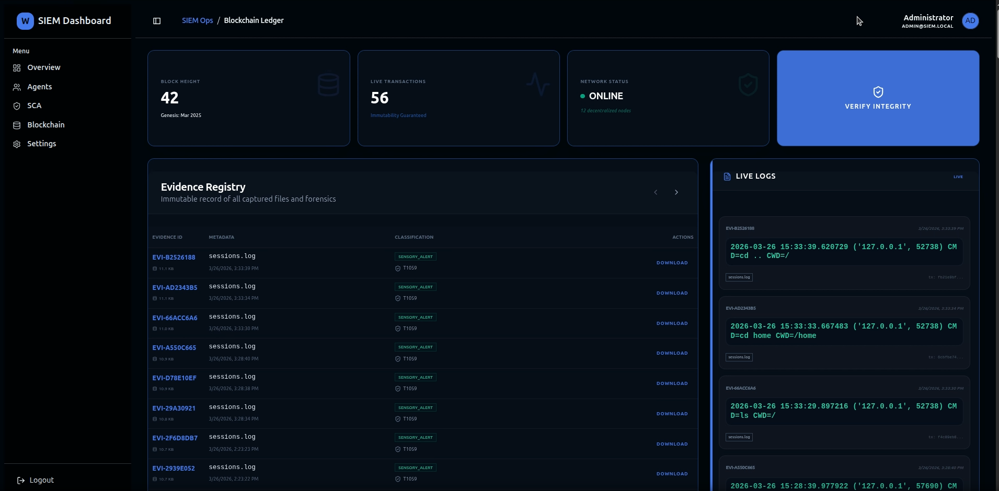 W SIEM Dashboard
Menu
Overview
Agents
SCA
Blockchain
Settings
Logout
SIEM Ops / Blockchain Ledger
Administrator
ADMIN@SIEM.LOCAL
AD
BLOCK HEIGHT
42
Genesis: Mar 2025
LIVE TRANSACTIONS
56
Immutability Guaranteed
NETWORK STATUS
ONLINE
12 decentralized nodes
VERIFY INTEGRITY
Evidence Registry
Immutable record of all captured files and forensics
EVIDENCE ID METADATA CLASSIFICATION ACTIONS
EVI-B2526188 sessions.log SENSORY_ALERT
11.1 KB 3/26/2026, 3:33:39 PM T1059 DOWNLOAD
EVI-AD2343B5 sessions.log SENSORY_ALERT
11.1 KB 3/26/2026, 3:33:34 PM T1059 DOWNLOAD
EVI-66ACC6A6 sessions.log SENSORY_ALERT
11.0 KB 3/26/2026, 3:33:30 PM T1059 DOWNLOAD
EVI-A550C665 sessions.log SENSORY_ALERT
10.9 KB 3/26/2026, 3:28:40 PM T1059 DOWNLOAD
EVI-D78E10EF sessions.log SENSORY_ALERT
10.9 KB 3/26/2026, 3:28:38 PM T1059 DOWNLOAD
EVI-29A30921 sessions.log SENSORY_ALERT
10.8 KB 3/26/2026, 3:28:34 PM T1059 DOWNLOAD
EVI-2F6D8DB7 sessions.log SENSORY_ALERT
10.7 KB 3/26/2026, 2:23:23 PM T1059 DOWNLOAD
EVI-2939E052 sessions.log SENSORY_ALERT
10.7 KB 3/26/2026, 2:23:22 PM T1059 DOWNLOAD
LIVE LOGS LIVE
EVI-B2526188 3/26/2026, 3:33:39 PM
2026-03-26 15:33:39.620729 ('127.0.0.1', 52738) CM
D=cd .. CWD=/
sessions.log tx:
EVI-AD2343B5 3/26/2026, 3:33:34 PM
2026-03-26 15:33:33.667483 ('127.0.0.1', 52738) CM
D=cd home CWD=/home
sessions.log tx:
EVI-66ACC6A6 3/26/2026, 3:33:30 PM
2026-03-26 15:33:29.897216 ('127.0.0.1', 52738) CM
D=ls CWD=/
sessions.log tx:
EVI-A550C665 3/26/2026, 3:28:40 PM
2026-03-26 15:28:39.977922 ('127.0.0.1', 57690) CM